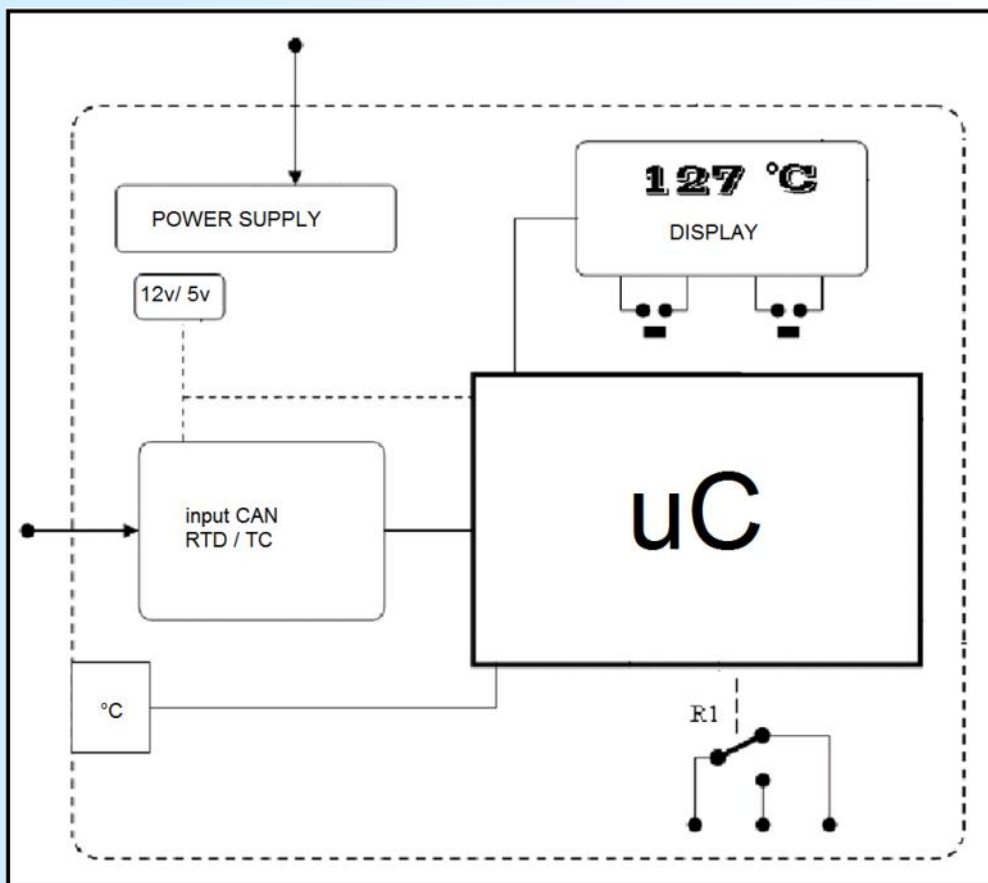 127 °C
DISPLAY
POWER SUPPLY
12v/ 5v
input CAN
RTD / TC
uC
°C
R1